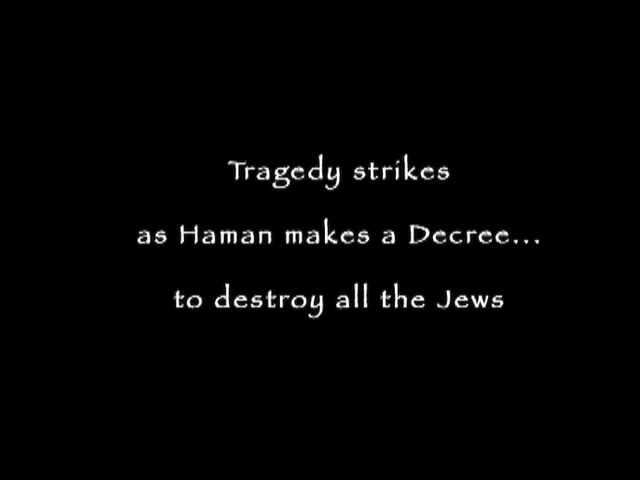 Tragedy strikes
as Haman makes a Decree...
to destroy all the Jews